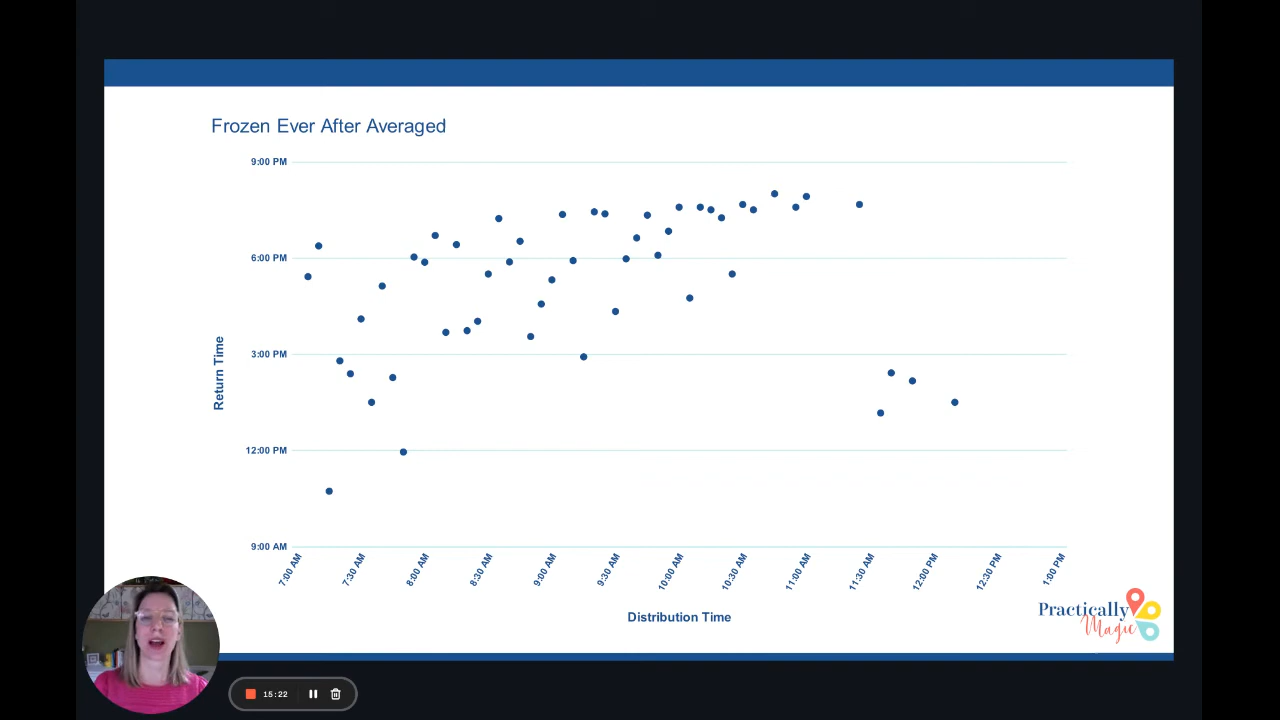 Frozen Ever After Averaged
9:00 PM
6:00 PM
3:00 PM
12:00 PM
9:00 AM
Return Time
7:00 AM
7:30 AM
8:00 AM
8:30 AM
9:00 AM
9:30 AM
10:00 AM
10:30 AM
11:00 AM
11:30 AM
12:00 PM
12:30 PM
1:00 PM
Distribution Time
Practically
Magic
15:22